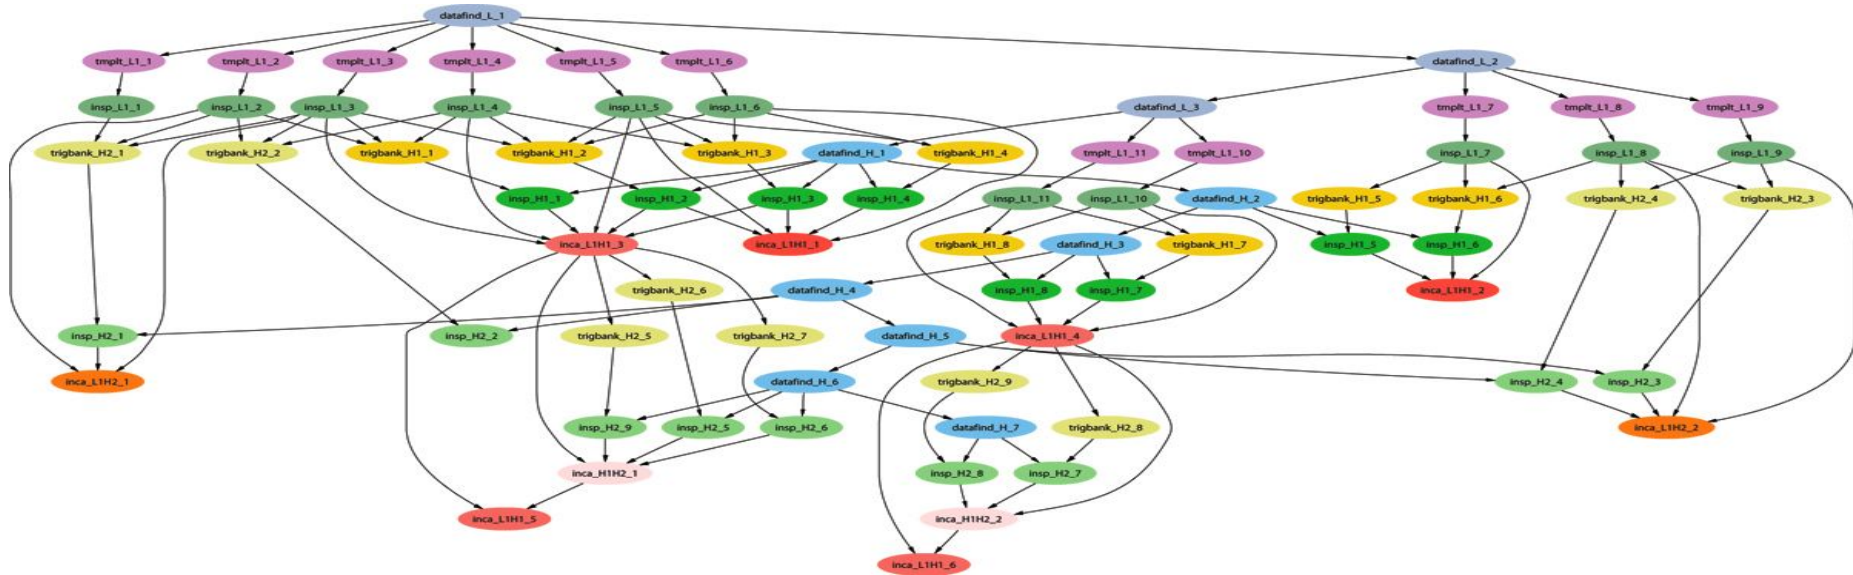 datafind_L_1
tmplt_L1_1 tmplt_L1_2 tmplt_L1_3 tmplt_L1_4 tmplt_L1_5 tmplt_L1_6 datafind_L_2
insp_L1_1 insp_L1_2 insp_L1_3 insp_L1_4 insp_L1_5 insp_L1_6 datafind_L_3 tmplt_L1_7 tmplt_L1_8 tmplt_L1_9
trigbank_H2_1 trigbank_H2_2 trigbank_H1_1 trigbank_H1_2 trigbank_H1_3 datafind_H_1 trigbank_H1_4 tmplt_L1_11 tmplt_L1_10 insp_L1_7 insp_L1_8 insp_L1_9
insp_H1_1 insp_H1_2 insp_H1_3 insp_H1_4 insp_L1_11 insp_L1_10 datafind_H_2 trigbank_H1_5 trigbank_H1_6 trigbank_H2_4 trigbank_H2_3
inca_L1H1_3 inca_L1H1_1 trigbank_H1_8 datafind_H_3 trigbank_H1_7 insp_H1_5 insp_H1_6
trigbank_H2_6 datafind_H_4 insp_H1_8 insp_H1_7 inca_L1H1_2
insp_H2_1 insp_H2_2 trigbank_H2_5 trigbank_H2_7 datafind_H_5 inca_L1H1_4
inca_L1H2_1 datafind_H_6 trigbank_H2_9 insp_H2_4 insp_H2_3
insp_H2_9 insp_H2_5 insp_H2_6 datafind_H_7 trigbank_H2_8 inca_L1H2_2
inca_H1H2_1 insp_H2_8 insp_H2_7
inca_L1H1_5 inca_H1H2_2
inca_L1H1_6